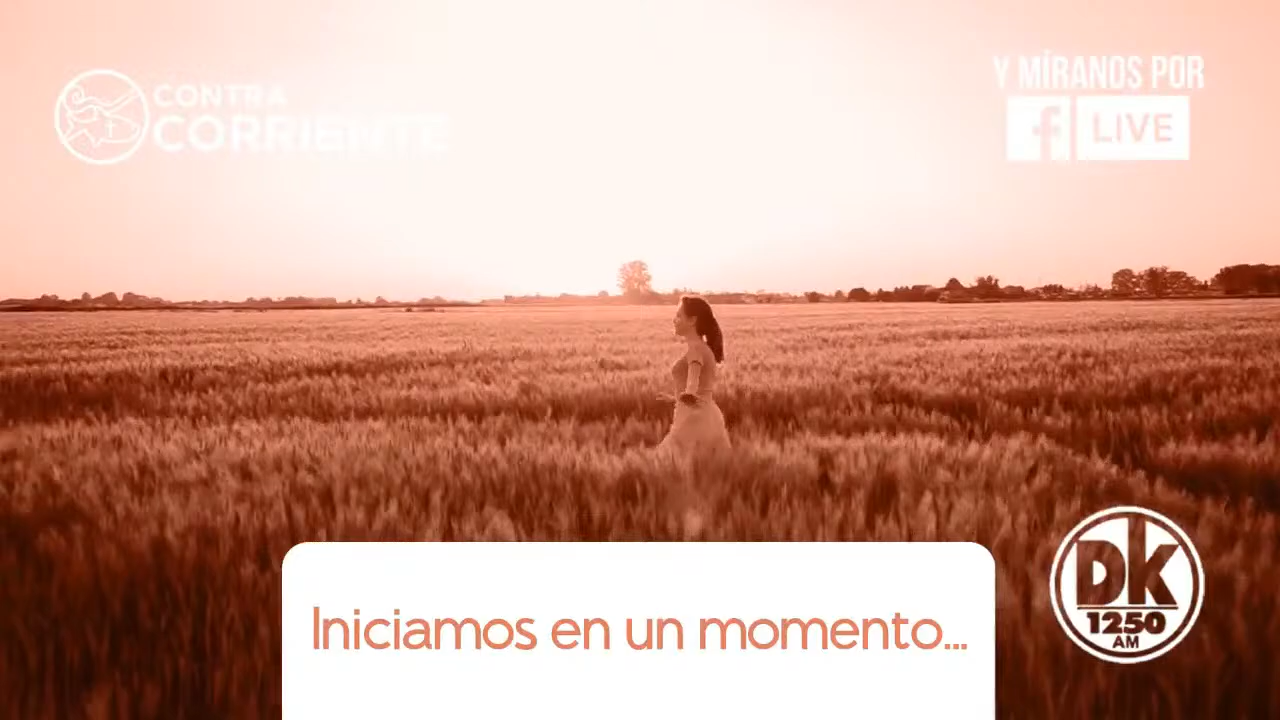 CONTRA
CORRIENTE
Y MÍRANOS POR
f LIVE
Iniciamos en un momento...
DK
1250
AM